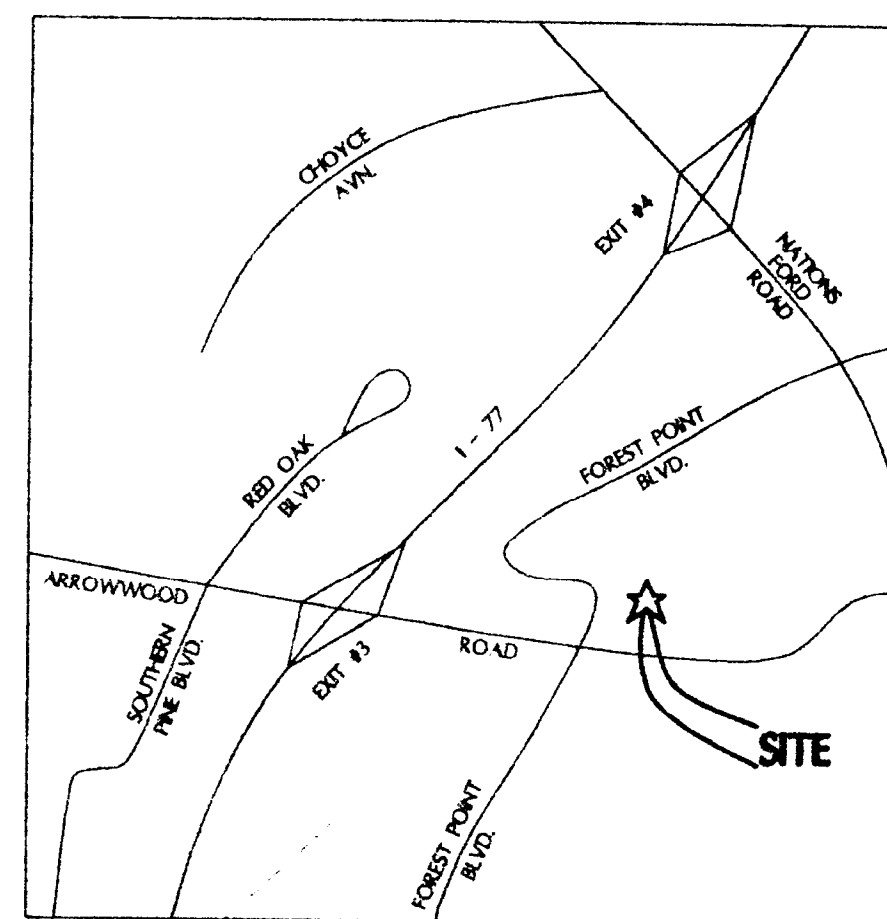 CHOYCE
AVN.
EXIT #4
NATIONS
FORD
ROAD
I - 77
FOREST POINT
BLVD.
RED OAK
BLVD.
ARROWWOOD
ROAD
SOUTHERN
PINE BLVD.
EXIT #3
SITE
FOREST POINT
BLVD.